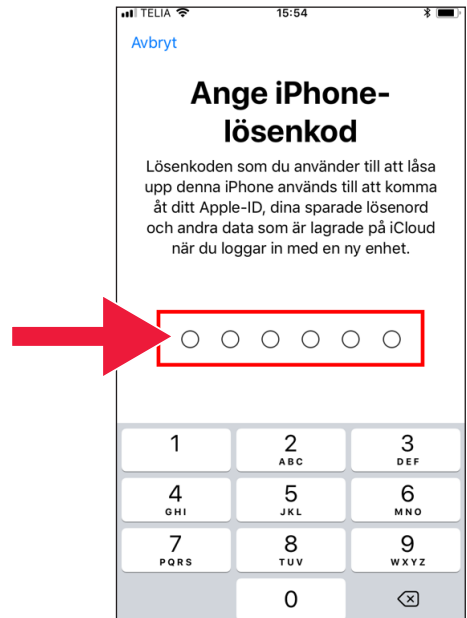 TELIA 15:54
Avbryt
Ange iPhone-
lösenkod
Lösenkoden som du använder till att låsa
upp denna iPhone används till att komma
åt ditt Apple-ID, dina sparade lösenord
och andra data som är lagrade på iCloud
när du loggar in med en ny enhet.
1 2 3
ABC DEF
4 5 6
GHI JKL MNO
7 8 9
PQRS TUV WXYZ
0